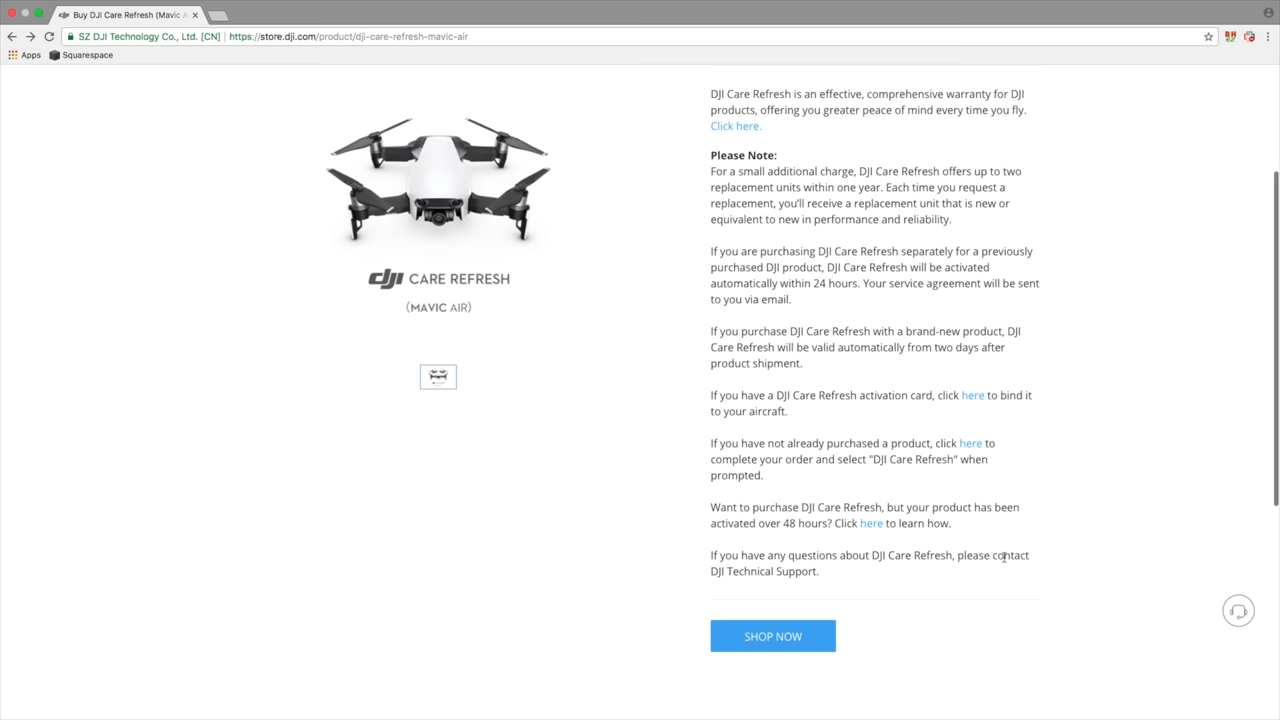 Buy DJI Care Refresh (Mavic A
SZ DJI Technology Co., Ltd. [CN] https://store.dji.com/product/dji-care-refresh-mavic-air
Apps Squarespace
DJI Care Refresh is an effective, comprehensive warranty for DJI
products, offering you greater peace of mind every time you fly.
Click here.
Please Note:
For a small additional charge, DJI Care Refresh offers up to two
replacement units within one year. Each time you request a
replacement, you’ll receive a replacement unit that is new or
equivalent to new in performance and reliability.
If you are purchasing DJI Care Refresh separately for a previously
purchased DJI product, DJI Care Refresh will be activated
automatically within 24 hours. Your service agreement will be sent
to you via email.
If you purchase DJI Care Refresh with a brand-new product, DJI
Care Refresh will be valid automatically from two days after
product shipment.
If you have a DJI Care Refresh activation card, click here to bind it
to your aircraft.
If you have not already purchased a product, click here to
complete your order and select "DJI Care Refresh" when
prompted.
Want to purchase DJI Care Refresh, but your product has been
activated over 48 hours? Click here to learn how.
If you have any questions about DJI Care Refresh, please contact
DJI Technical Support.
SHOP NOW
dji CARE REFRESH
(MAVIC AIR)